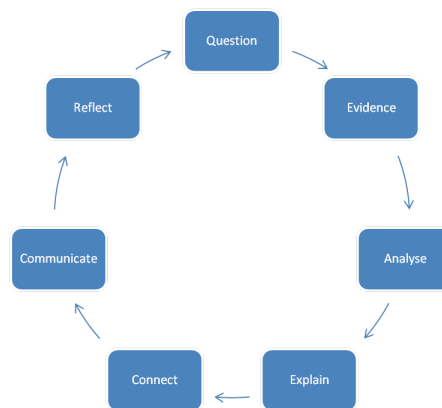 Question
Evidence
Analyse
Explain
Connect
Communicate
Reflect